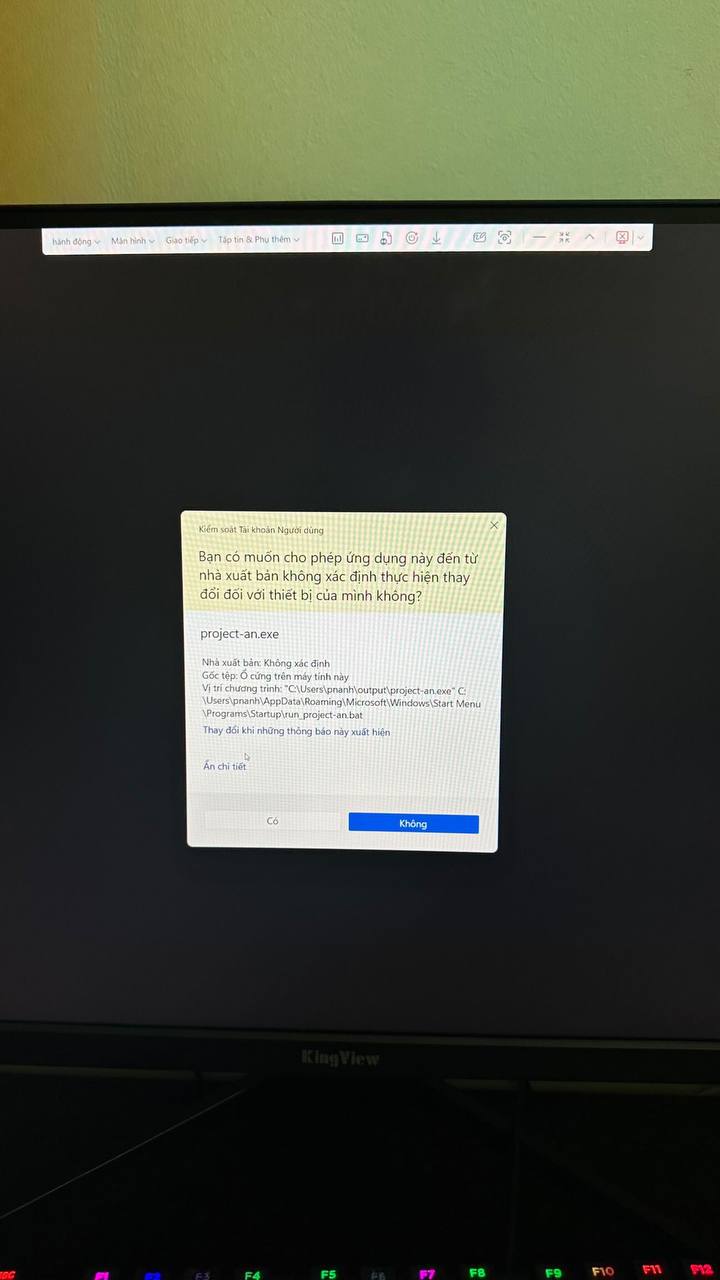 hành động
Màn hình
Giao tiếp
Tập tin & Phụ thêm
Kiểm soát Tài khoản Người dùng
Bạn có muốn cho phép ứng dụng này đến từ
nhà xuất bản không xác định thực hiện thay
đổi đối với thiết bị của mình không?
project-an.exe
Nhà xuất bản: Không xác định
Gốc tệp: Ổ cứng trên máy tính này
Vị trí chương trình: "C:\Users\pnanh\output\project-an.exe" C:
\Users\pnanh\AppData\Roaming\Microsoft\Windows\Start Menu
\Programs\Startup\run_project-an.bat
Thay đổi khi những thông báo này xuất hiện
Ẩn chi tiết
Có
Không
KingView
F1 F2 F3 F4 F5 F6 F7 F8 F9 F10 F11 F12